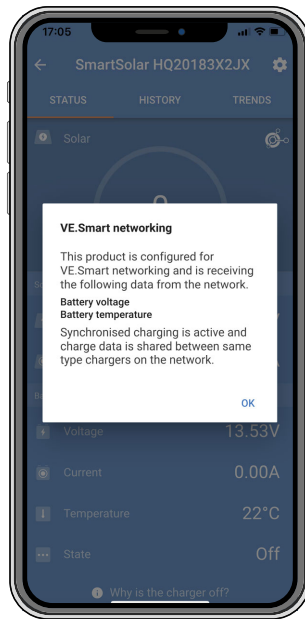 17:05
SmartSolar HQ20183X2JX
STATUS HISTORY TRENDS
Solar
VE.Smart networking
This product is configured for
VE.Smart networking and is receiving
the following data from the network.
Battery voltage
Battery temperature
Synchronised charging is active and
charge data is shared between same
type chargers on the network.
OK
Voltage 13.53V
Current 0.00A
Temperature 22°C
State Off
Why is the charger off?